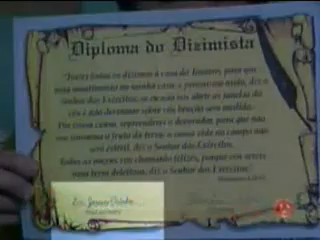 Diploma do Dizimista
"Trazei todos os dízimos à casa do Tesouro, para que
haja mantimento na minha casa; e provai-me nisto, diz o
Senhor dos Exércitos, se eu não vos abrir as janelas do
céu e não derramar sobre vós bênção sem medida.
Por vossa causa, repreenderei o devorador, para que não
vos consuma o fruto da terra; a vossa vide no campo não
será estéril, diz o Senhor dos Exércitos.
Todas as nações vos chamarão felizes, porque vós sereis
uma terra deleitosa, diz o Senhor dos Exércitos."